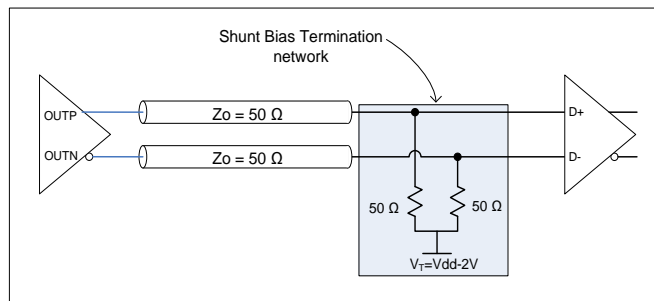 Shunt Bias Termination
network
OUTP
Zo = 50 Ω
D+
OUTN
Zo = 50 Ω
D-
50 Ω
50 Ω
VT=Vdd-2V